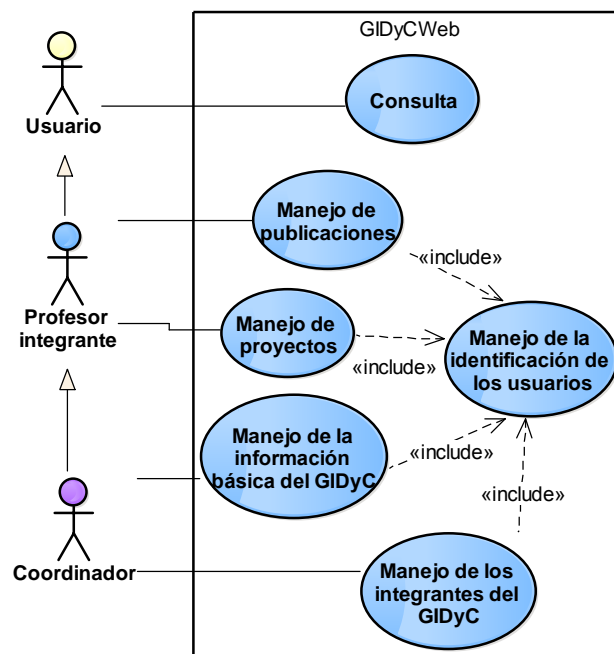 GIDyCWeb
Usuario
Consulta
Manejo de
publicaciones
«include»
Profesor
integrante
Manejo de
proyectos
«include»
Manejo de la
identificación de
los usuarios
Manejo de la
información
básica del GIDyC
«include»
«include»
Coordinador
Manejo de los
integrantes del
GIDyC